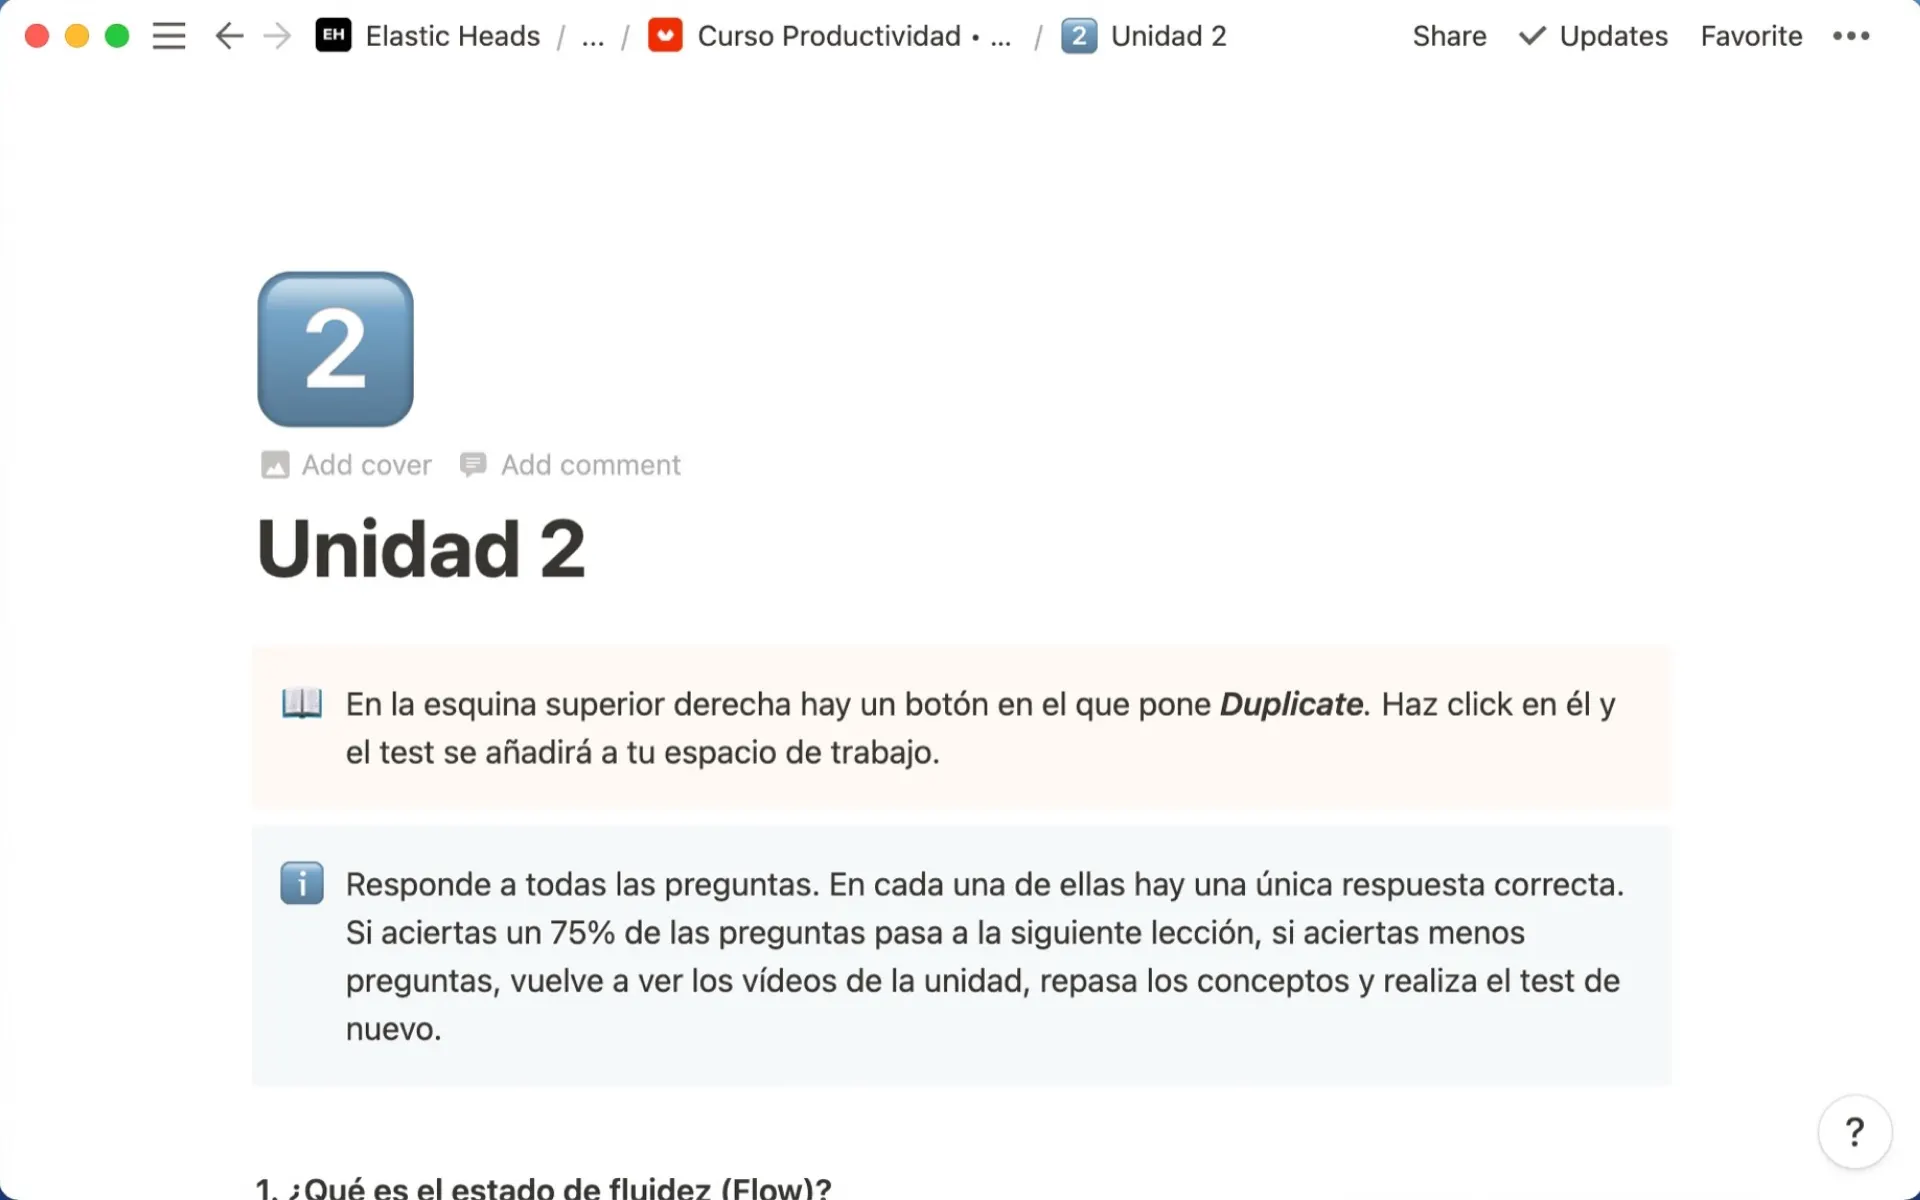 EH Elastic Heads / ... / Curso Productividad • ... / 2 Unidad 2 Share Updates Favorite •••
2
Add cover Add comment
Unidad 2
En la esquina superior derecha hay un botón en el que pone Duplicate. Haz click en él y
el test se añadirá a tu espacio de trabajo.
i Responde a todas las preguntas. En cada una de ellas hay una única respuesta correcta.
Si aciertas un 75% de las preguntas pasa a la siguiente lección, si aciertas menos
preguntas, vuelve a ver los vídeos de la unidad, repasa los conceptos y realiza el test de
nuevo.
?
1. ¿Qué es el estado de fluidez (Flow)?